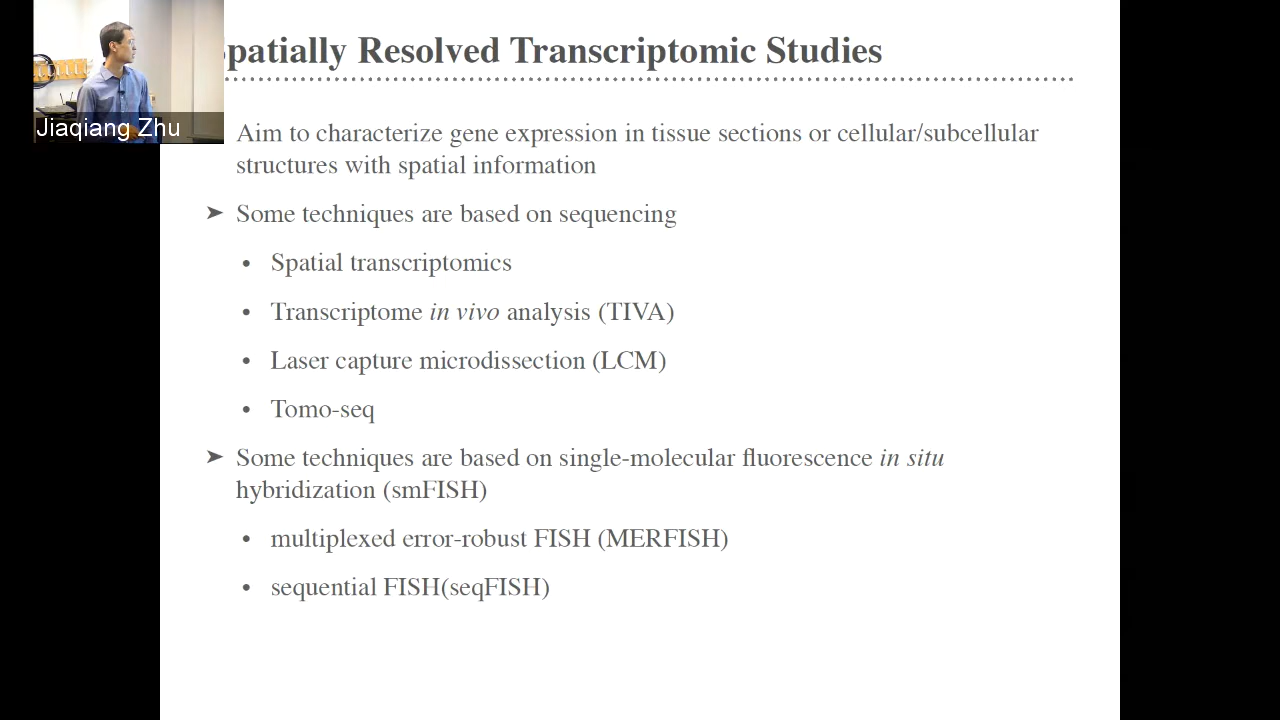 patially Resolved Transcriptomic Studies
Jiaqiang Zhu
Aim to characterize gene expression in tissue sections or cellular/subcellular
structures with spatial information
➤ Some techniques are based on sequencing
• Spatial transcriptomics
• Transcriptome in vivo analysis (TIVA)
• Laser capture microdissection (LCM)
• Tomo-seq
➤ Some techniques are based on single-molecular fluorescence in situ
hybridization (smFISH)
• multiplexed error-robust FISH (MERFISH)
• sequential FISH(seqFISH)